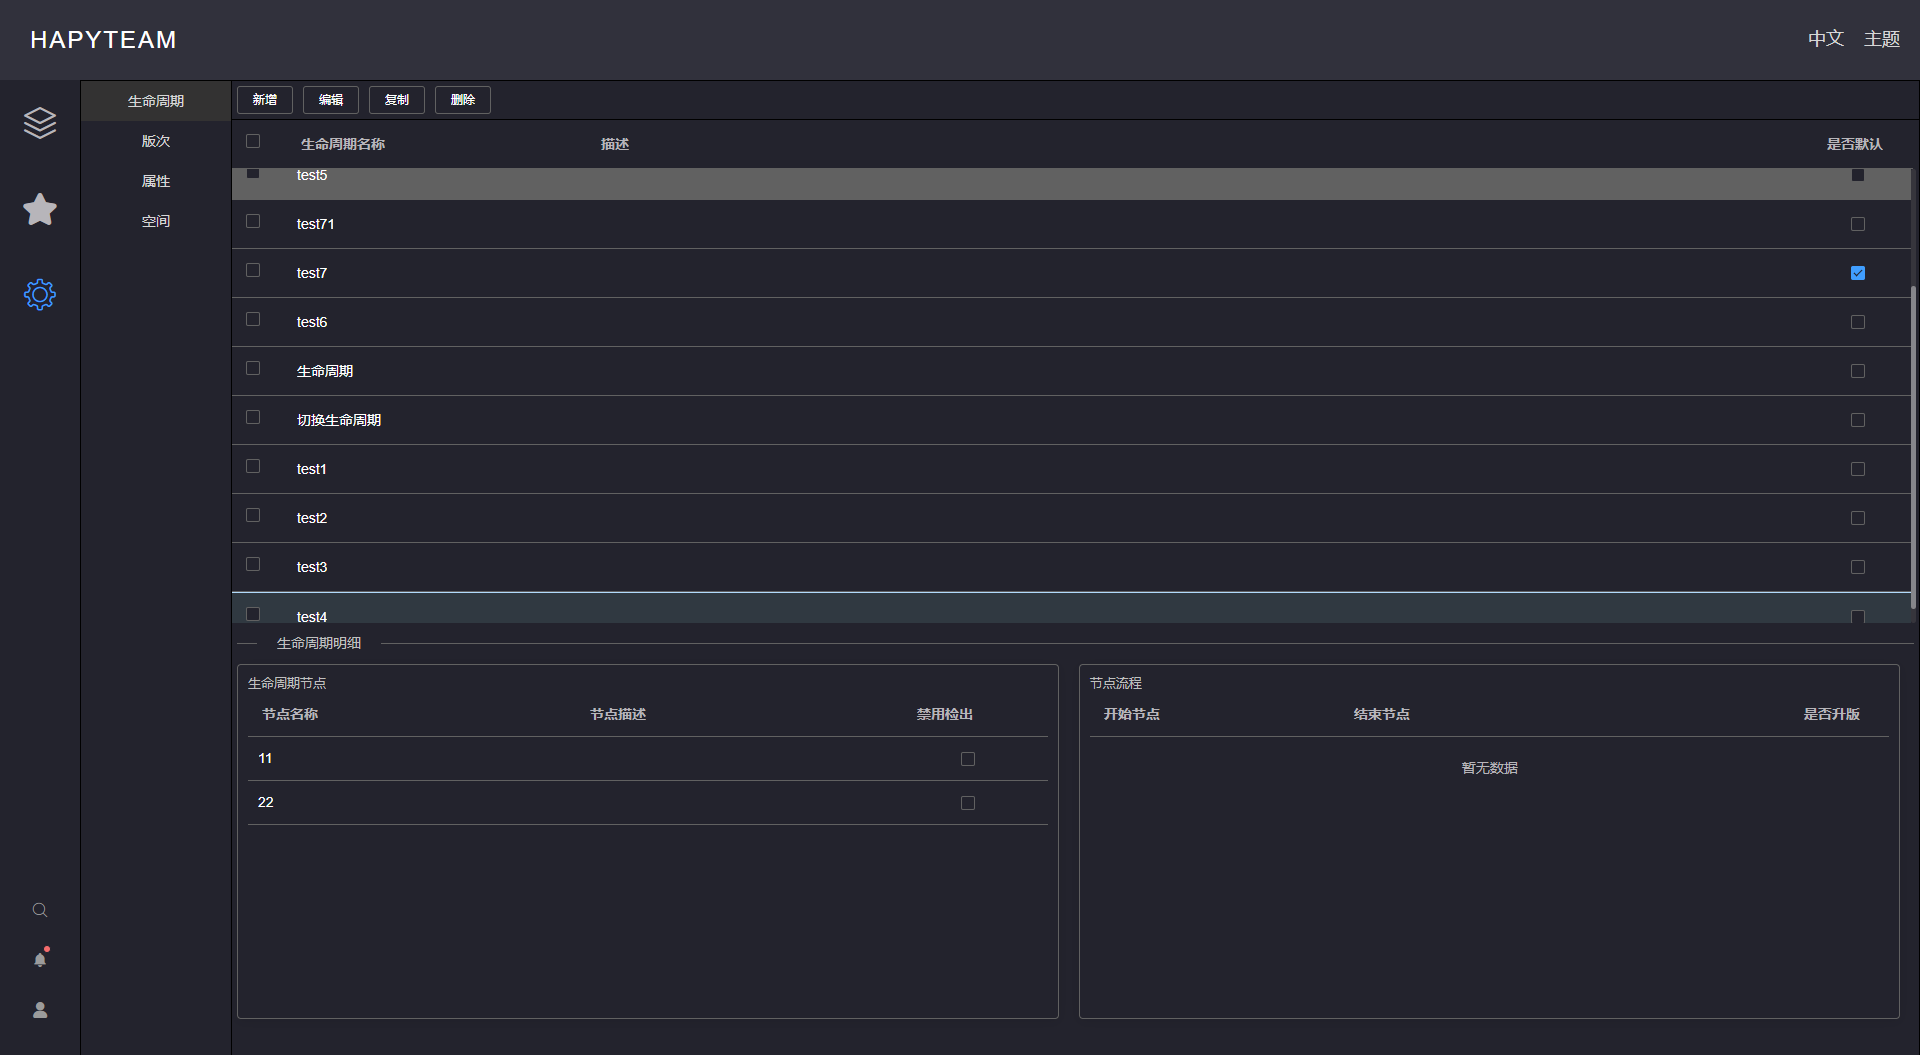 HAPYTEAM
中文 主题
生命周期
版次
属性
空间
新增 编辑 复制 删除
生命周期名称 描述 是否默认
test5
test71
test7
test6
生命周期
切换生命周期
test1
test2
test3
test4
生命周期明细
生命周期节点
节点名称 节点描述 禁用检出
11
22
节点流程
开始节点 结束节点 是否升版
暂无数据